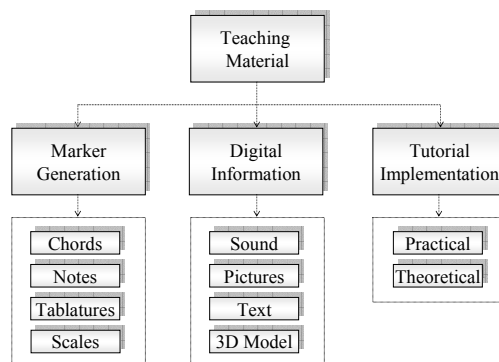 Teaching
Material
Marker
Generation
Digital
Information
Tutorial
Implementation
Chords
Notes
Tablatures
Scales
Sound
Pictures
Text
3D Model
Practical
Theoretical